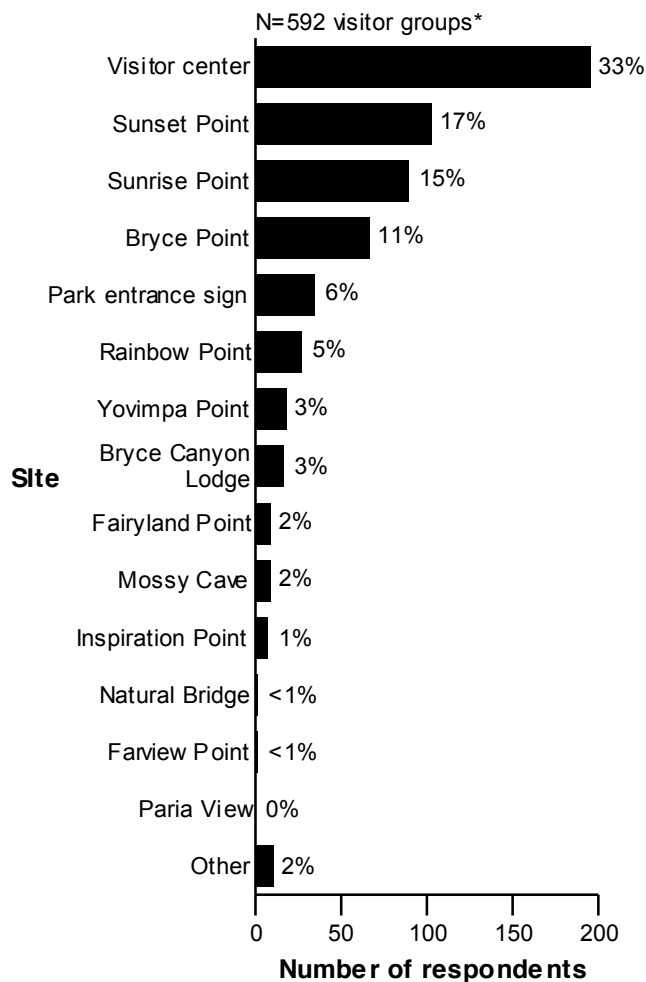 N=592 visitor groups*
Visitor center 33%
Sunset Point 17%
Sunrise Point 15%
Bryce Point 11%
Park entrance sign 6%
Rainbow Point 5%
Yovimpa Point 3%
Bryce Canyon
Lodge 3%
SIte
Fairyland Point 2%
Mossy Cave 2%
Inspiration Point 1%
Natural Bridge <1%
Farview Point <1%
Paria View 0%
Other 2%
0 50 100 150 200
Number of respondents